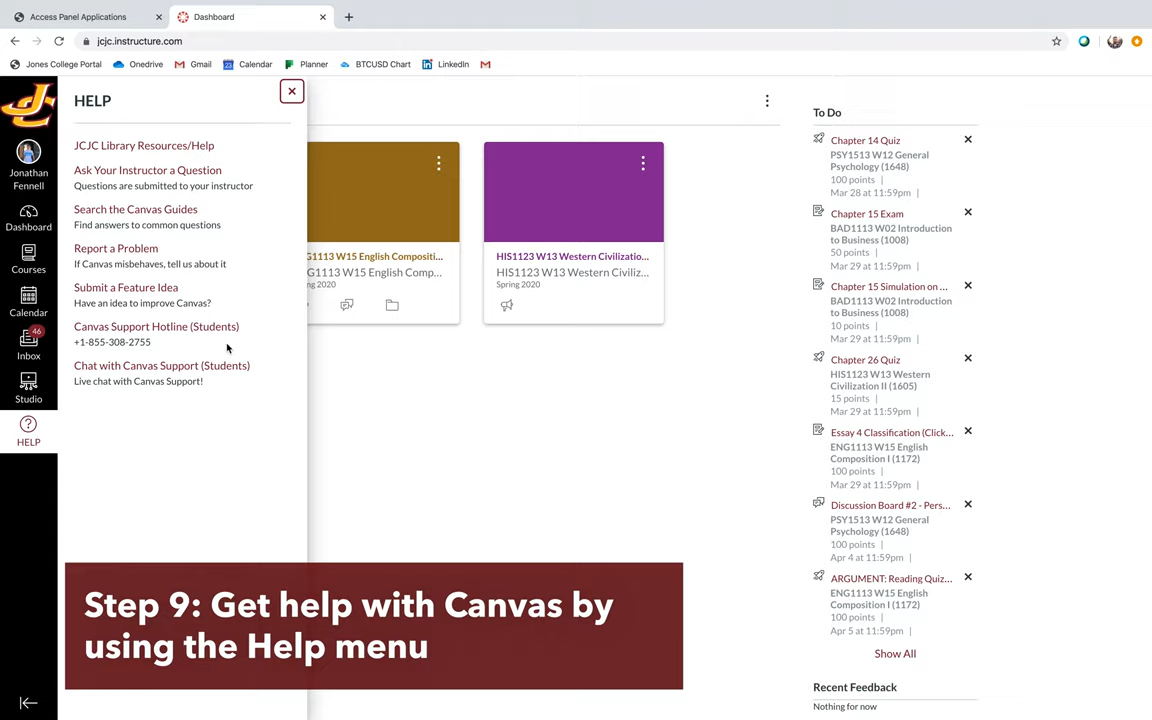 Access Panel Applications
Dashboard
jcjc.instructure.com
Jones College Portal
Onedrive
Gmail
Calendar
Planner
BTCUSD Chart
LinkedIn
Jonathan
Fennell
Dashboard
Courses
Calendar
46
Inbox
Studio
HELP
HELP
JCJC Library Resources/Help
Ask Your Instructor a Question
Questions are submitted to your instructor
Search the Canvas Guides
Find answers to common questions
Report a Problem
If Canvas misbehaves, tell us about it
Submit a Feature Idea
Have an idea to improve Canvas?
Canvas Support Hotline (Students)
+1-855-308-2755
Chat with Canvas Support (Students)
Live chat with Canvas Support!
G1113 W15 English Compositi...
G1113 W15 English Comp...
ng 2020
HIS1123 W13 Western Civilizatio...
HIS1123 W13 Western Civiliz...
Spring 2020
To Do
Chapter 14 Quiz
PSY1513 W12 General
Psychology (1648)
100 points |
Mar 28 at 11:59pm |
Chapter 15 Exam
BAD1113 W02 Introduction
to Business (1008)
50 points |
Mar 29 at 11:59pm |
Chapter 15 Simulation on ...
BAD1113 W02 Introduction
to Business (1008)
10 points |
Mar 29 at 11:59pm |
Chapter 26 Quiz
HIS1123 W13 Western
Civilization II (1605)
15 points |
Mar 29 at 11:59pm |
Essay 4 Classification (Click...
ENG1113 W15 English
Composition I (1172)
100 points |
Mar 29 at 11:59pm |
Discussion Board #2 - Pers...
PSY1513 W12 General
Psychology (1648)
100 points |
Apr 4 at 11:59pm |
ARGUMENT: Reading Quiz...
ENG1113 W15 English
Composition I (1172)
100 points |
Apr 5 at 11:59pm |
Show All
Recent Feedback
Nothing for now
Step 9: Get help with Canvas by
using the Help menu